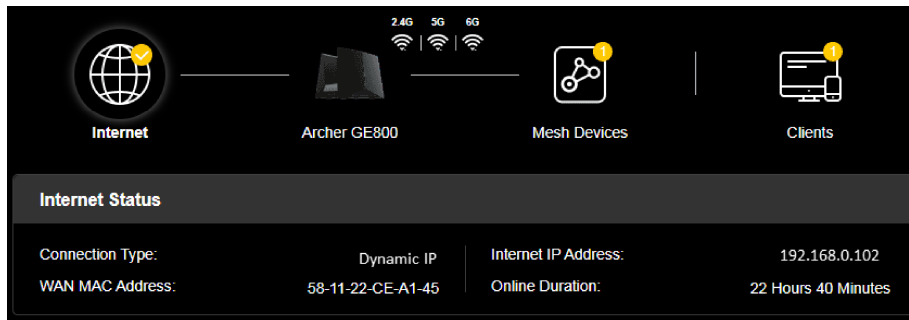 2.4G 5G 6G
1 1
Internet Archer GE800 Mesh Devices Clients
Internet Status
Connection Type: Dynamic IP Internet IP Address: 192.168.0.102
WAN MAC Address: 58-11-22-CE-A1-45 Online Duration: 22 Hours 40 Minutes